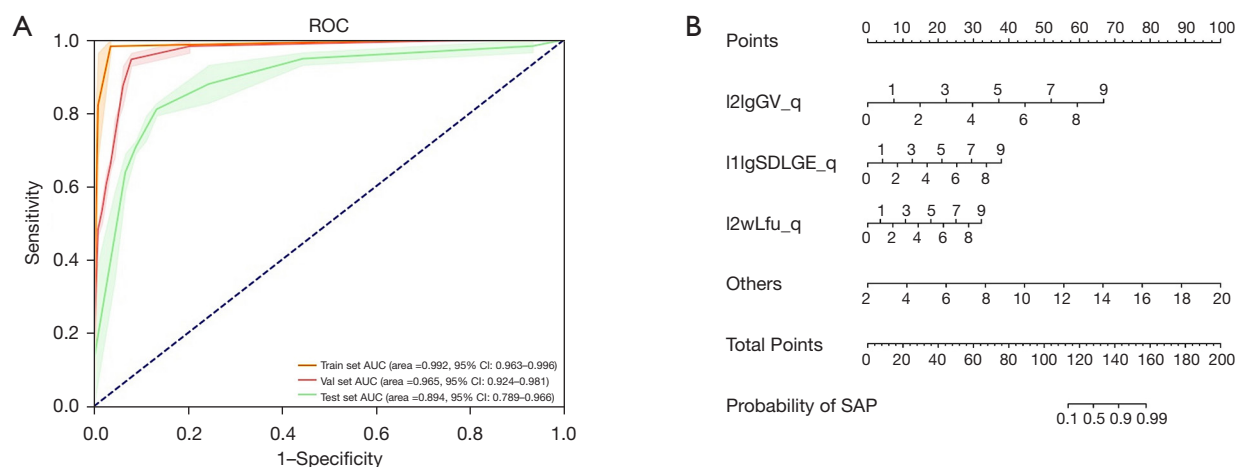 A
ROC
1.0
0.8
0.6
0.4
0.2
0.0
Sensitivity
Train set AUC (area =0.992, 95% CI: 0.963–0.996)
Val set AUC (area =0.965, 95% CI: 0.924–0.981)
Test set AUC (area =0.894, 95% CI: 0.789–0.966)
0.0 0.2 0.4 0.6 0.8 1.0
1–Specificity
B
Points
0 10 20 30 40 50 60 70 80 90 100
l2lgGV_q
1 3 5 7 9
0 2 4 6 8
l1lgSDLGE_q
1 3 5 7 9
0 2 4 6 8
l2wLfu_q
1 3 5 7 9
0 2 4 6 8
Others
2 4 6 8 10 12 14 16 18 20
Total Points
0 20 40 60 80 100 120 140 160 180 200
Probability of SAP
0.1 0.5 0.9 0.99